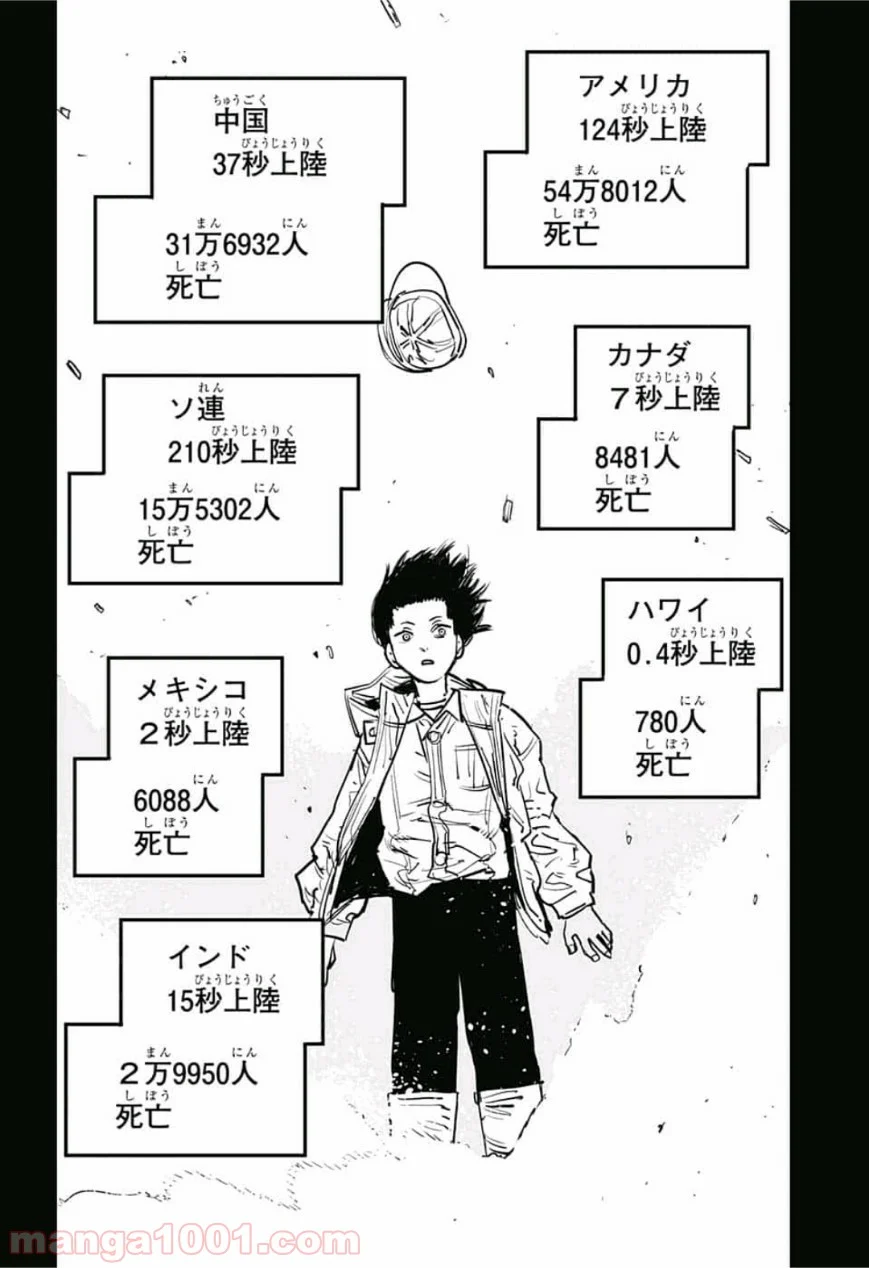 アメリカ
124秒上陸
54万8012人
死亡
カナダ
７秒上陸
8481人
死亡
ハワイ
0.4秒上陸
780人
死亡
中国
37秒上陸
31万6932人
死亡
ソ連
210秒上陸
15万5302人
死亡
メキシコ
２秒上陸
6088人
死亡
インド
15秒上陸
２万9950人
死亡
manga1001.com